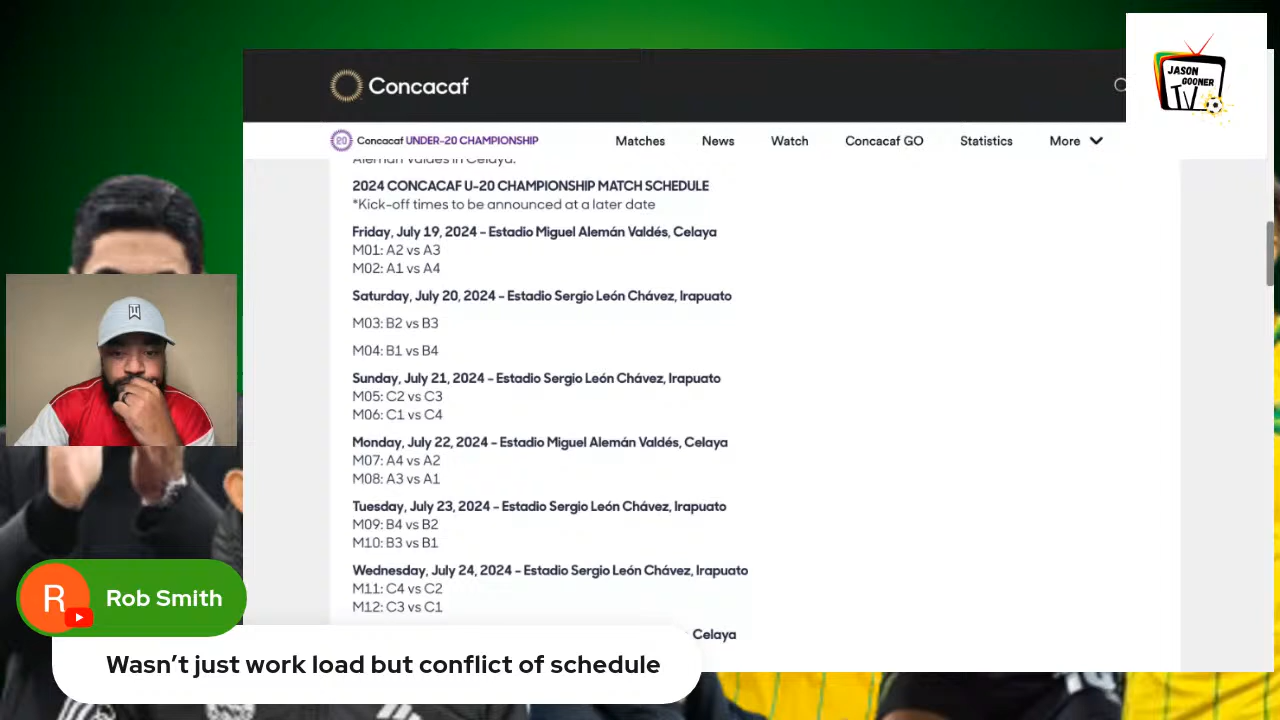 Concacaf
JASON
GOONER
TV
20
Concacaf UNDER-20 CHAMPIONSHIP
Matches
News
Watch
Concacaf GO
Statistics
More
Alemán Valdés in Celaya.
2024 CONCACAF U-20 CHAMPIONSHIP MATCH SCHEDULE
*Kick-off times to be announced at a later date
Friday, July 19, 2024 – Estadio Miguel Alemán Valdés, Celaya
M01: A2 vs A3
M02: A1 vs A4
Saturday, July 20, 2024 – Estadio Sergio León Chávez, Irapuato
M03: B2 vs B3
M04: B1 vs B4
Sunday, July 21, 2024 – Estadio Sergio León Chávez, Irapuato
M05: C2 vs C3
M06: C1 vs C4
Monday, July 22, 2024 – Estadio Miguel Alemán Valdés, Celaya
M07: A4 vs A2
M08: A3 vs A1
Tuesday, July 23, 2024 – Estadio Sergio León Chávez, Irapuato
M09: B4 vs B2
M10: B3 vs B1
Wednesday, July 24, 2024 – Estadio Sergio León Chávez, Irapuato
M11: C4 vs C2
M12: C3 vs C1
Celaya
R
Rob Smith
Wasn’t just work load but conflict of schedule